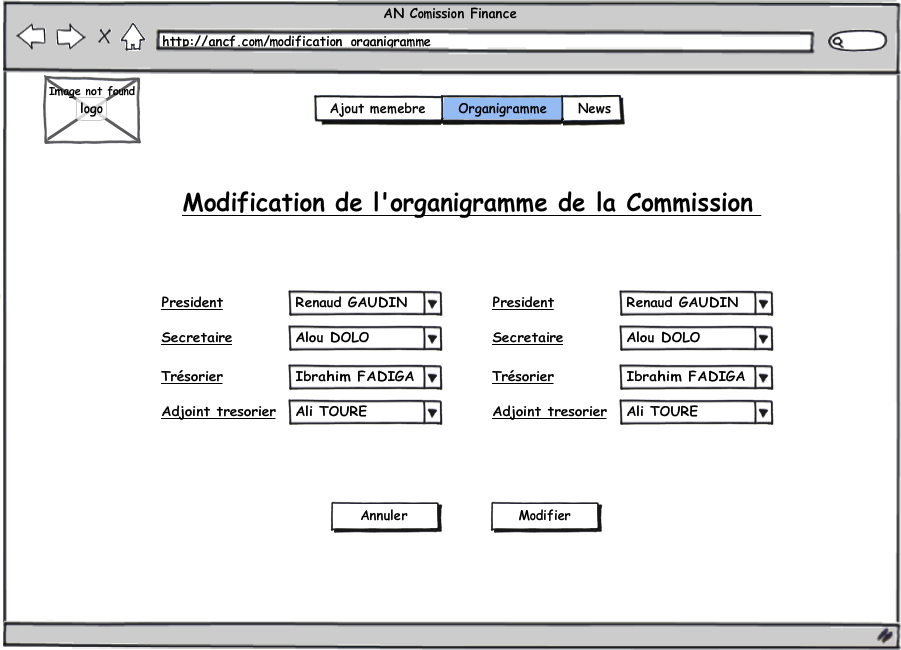 AN Comission Finance
http://ancf.com/modification_organigramme
Image not found
logo
Ajout memebre Organigramme News
Modification de l'organigramme de la Commission
President Renaud GAUDIN President Renaud GAUDIN
Secretaire Alou DOLO Secretaire Alou DOLO
Trésorier Ibrahim FADIGA Trésorier Ibrahim FADIGA
Adjoint tresorier Ali TOURE Adjoint tresorier Ali TOURE
Annuler Modifier